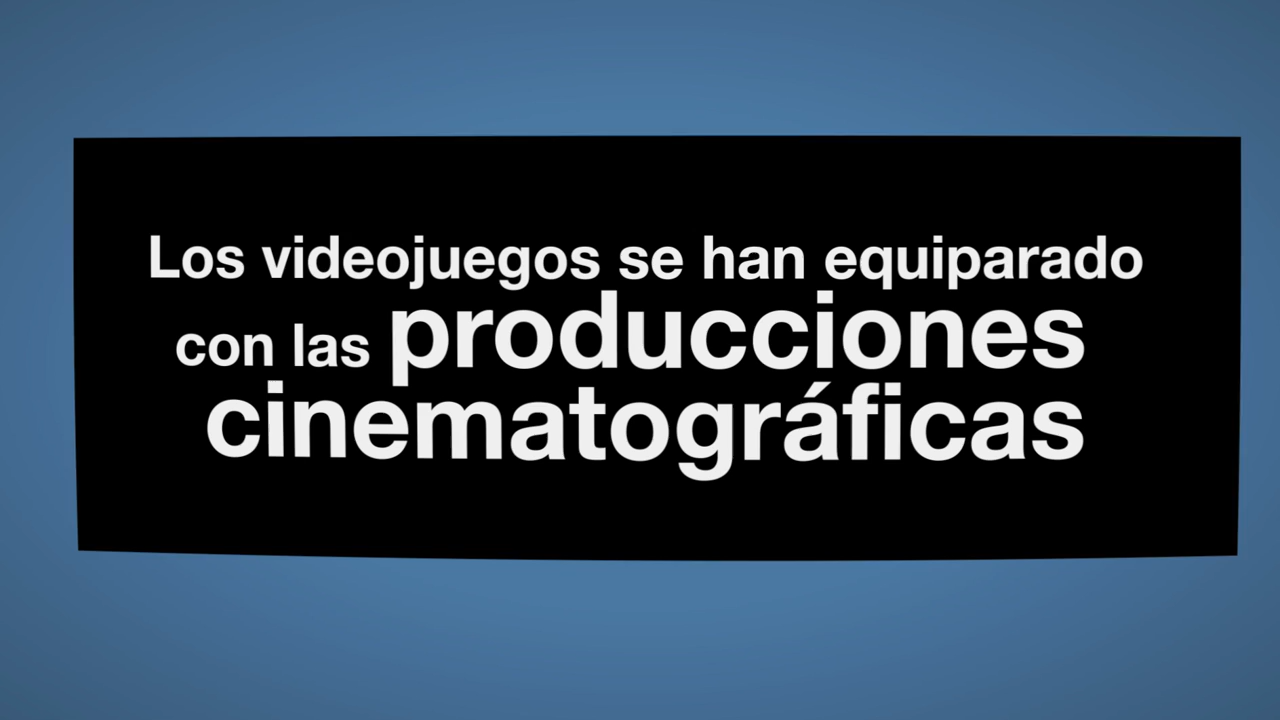 Los videojuegos se han equiparado
con las producciones
cinematográficas